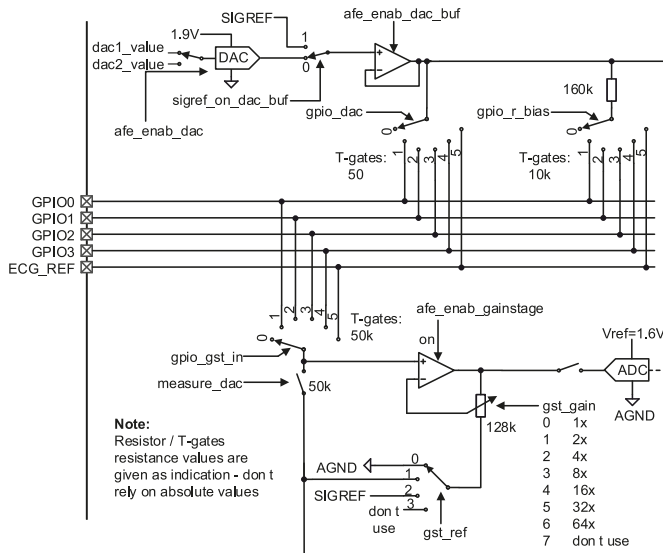 SIGREF
afe_enab_dac_buf
1.9V
1
dac1_value
DAC
0
dac2_value
sigref_on_dac_buf
gpio_dac
160k
gpio_r_bias
afe_enab_dac
0
0
T-gates:
50
1
2
3
4
5
T-gates:
10k
1
2
3
4
5
GPIO0
GPIO1
GPIO2
GPIO3
ECG_REF
1
2
3
4
5
T-gates:
50k
afe_enab_gainstage
0
on
Vref=1.6V
gpio_gst_in
ADC
measure_dac
50k
AGND
gst_gain
128k
0 1x
1 2x
2 4x
3 8x
4 16x
5 32x
6 64x
7 don t use
Note:
Resistor / T-gates
resistance values are
given as indication - don t
rely on absolute values
AGND
0
1
SIGREF
2
3
don t
use
gst_ref